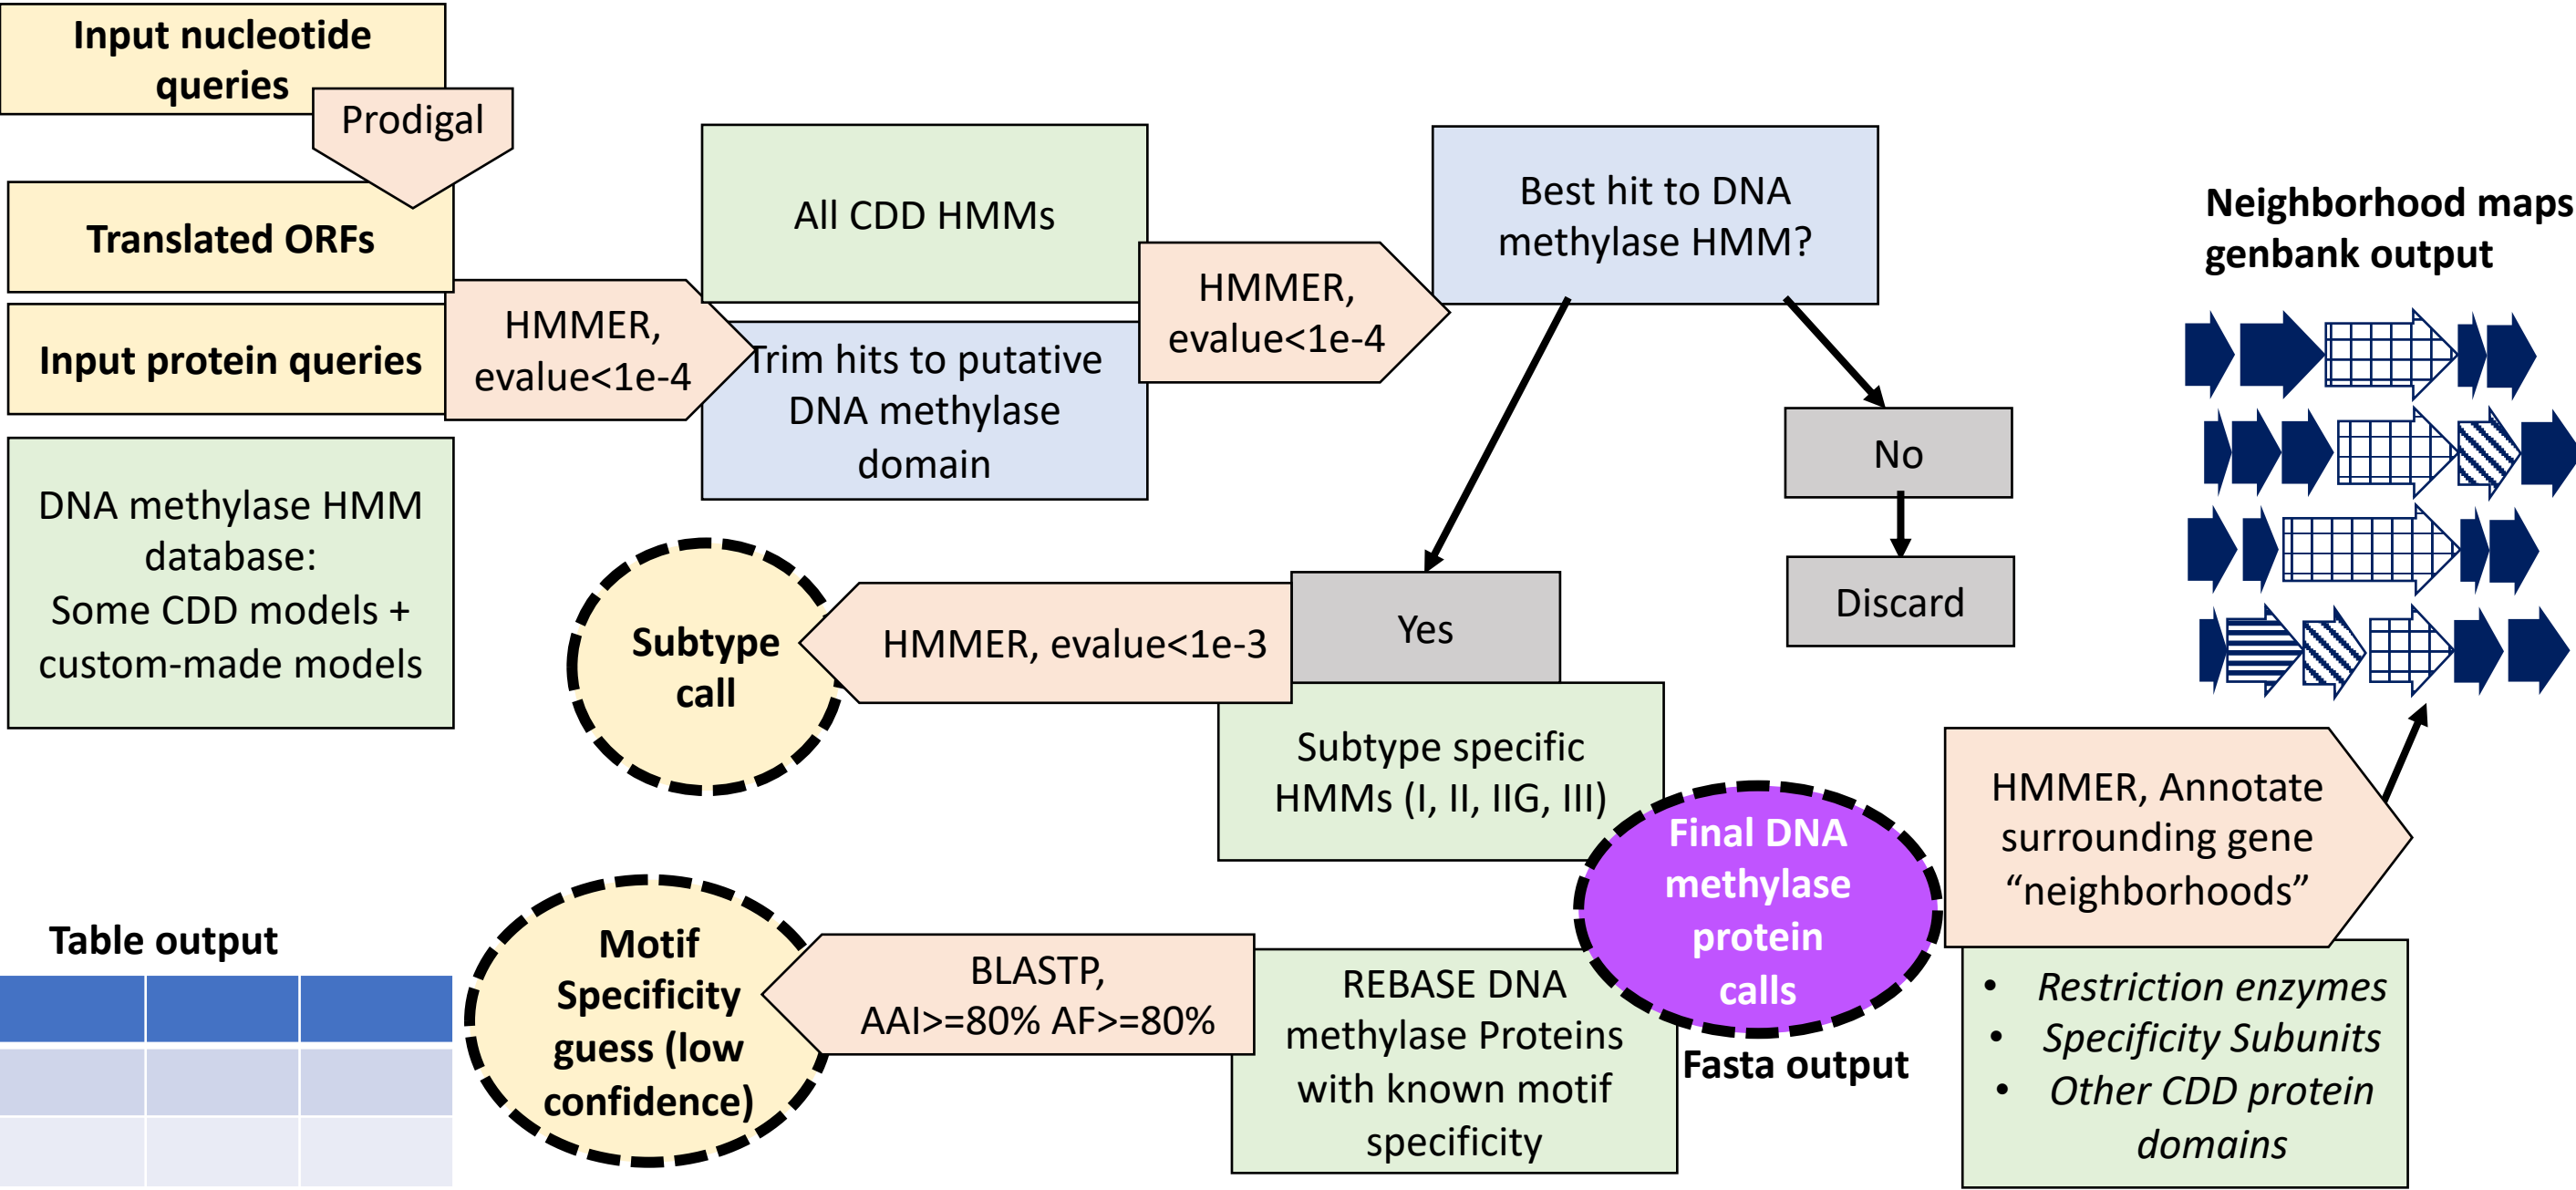 Input nucleotide
queries
Prodigal
Translated ORFs
Input protein queries
HMMER,
evalue<1e-4
DNA methylase HMM
database:
Some CDD models +
custom-made models
All CDD HMMs
Trim hits to putative
DNA methylase
domain
HMMER,
evalue<1e-4
Best hit to DNA
methylase HMM?
No
Discard
Yes
HMMER, evalue<1e-3
Subtype
call
Subtype specific
HMMs (I, II, IIG, III)
Final DNA
methylase
protein
calls
Fasta output
REBASE DNA
methylase Proteins
with known motif
specificity
BLASTP,
AAI>=80% AF>=80%
Motif
Specificity
guess (low
confidence)
Table output
HMMER, Annotate
surrounding gene
“neighborhoods”
• Restriction enzymes
• Specificity Subunits
• Other CDD protein
domains
Neighborhood maps
genbank output